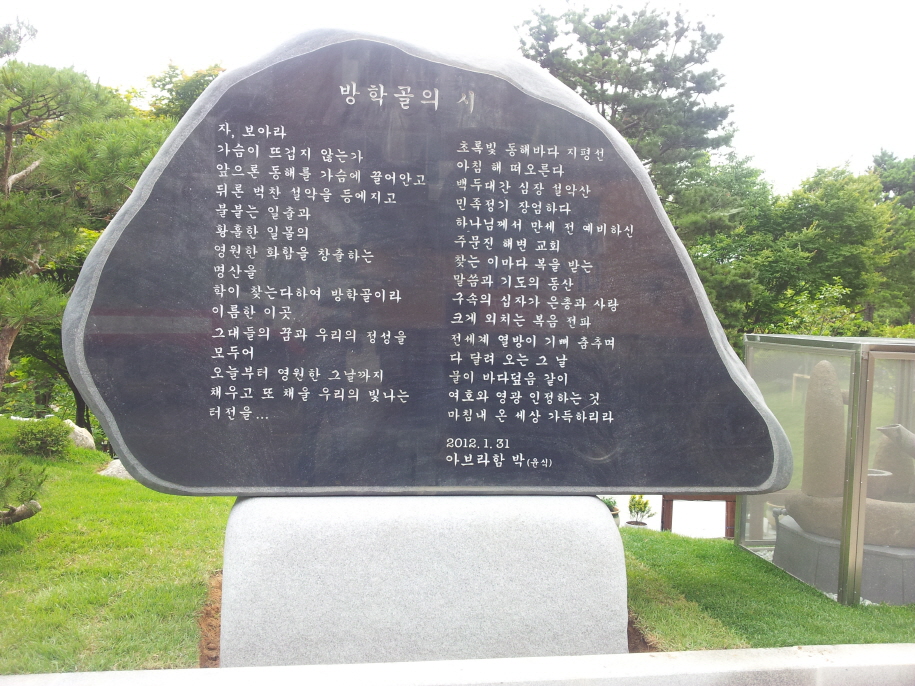 방학골의 시
자, 보아라
가슴이 뜨겁지 않는가
앞으론 동해를 가슴에 끌어안고
뒤론 벅찬 설악을 등에지고
불붙는 일출과
황홀한 일몰의
영원한 화합을 창출하는
명산을
학이 찾는다하여 방학골이라
이름한 이곳
그대들의 꿈과 우리의 정성을
모두어
오늘부터 영원한 그날까지
채우고 또 채울 우리의 빛나는
터전을...
초록빛 동해바다 지평선
아침 해 떠오른다
백두대간 심장 설악산
민족정기 장엄하다
하나님께서 만세 전 예비하신
주문진 해변 교회
찾는 이마다 복을 받는
말씀과 기도의 동산
구속의 십자가 은총과 사랑
크게 외치는 복음 전파
전세계 열방이 기뻐 춤추며
다 달려 오는 그 날
물이 바다덮음 같이
여호와 영광 인정하는 것
마침내 온 세상 가득하리라
2012. 1. 31
아브라함 박(윤식)